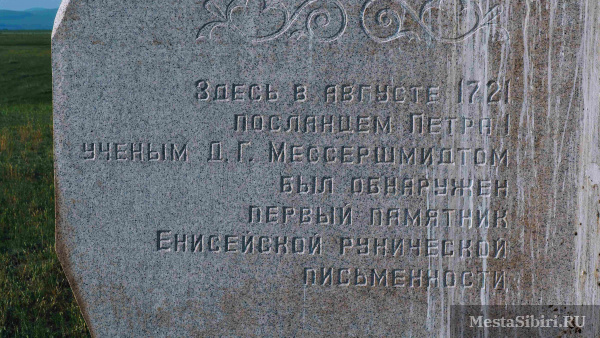 Здесь в августе 1721
посланцем Петра I
ученым Д.Г. Мессершмидтом
был обнаружен
первый памятник
Енисейской рунической
письменности
MestaSibiri.RU